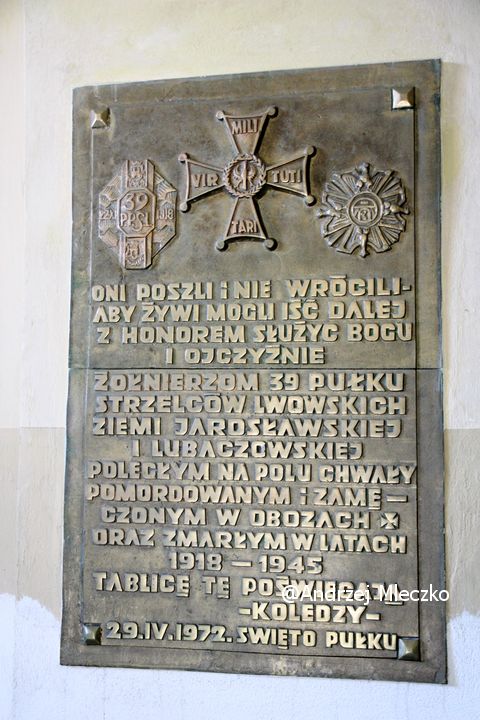 MILI
VIR TUTI
TARI
39
PPSL
1918
ONI POSZLI I NIE WRÓCILI-
ABY ŻYWI MOGLI IŚĆ DALEJ
Z HONOREM SŁUŻYĆ BOGU
I OJCZYŹNIE
ŻOŁNIERZOM 39 PUŁKU
STRZELCÓW LWOWSKICH
ZIEMI JAROSŁAWSKIEJ
I LUBACZOWSKIEJ
POLEGŁYM NA POLU CHWAŁY
POMORDOWANYM I ZAMĘ-
CZONYM W OBOZACH
ORAZ ZMARŁYM W LATACH
1918 - 1945
TABLICĘ TĘ POŚWIĘCAJĄ
@Andrzej Mleczko
-KOLEDZY-
29.IV.1972. ŚWIĘTO PUŁKU